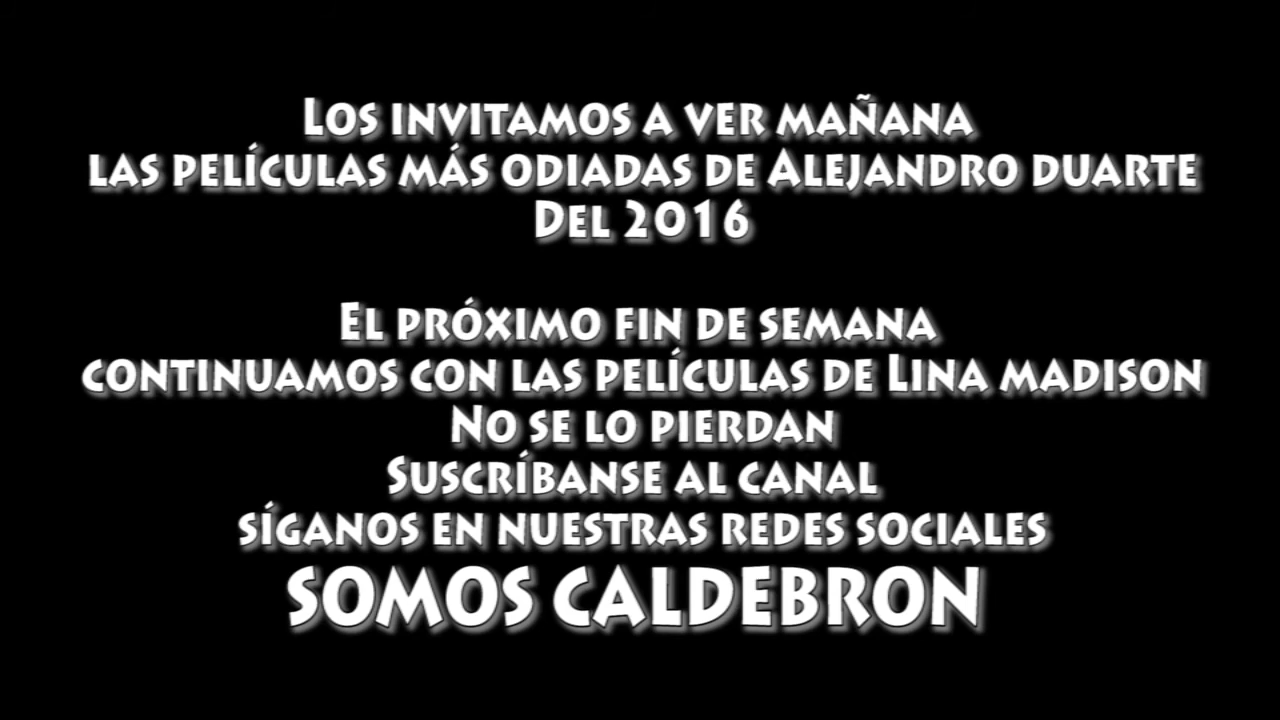 Los invitamos a ver mañana
las películas más odiadas de Alejandro duarte
Del 2016
El próximo fin de semana
continuamos con las películas de Lina madison
No se lo pierdan
Suscríbanse al canal
síganos en nuestras redes sociales
SOMOS CALDEBRON